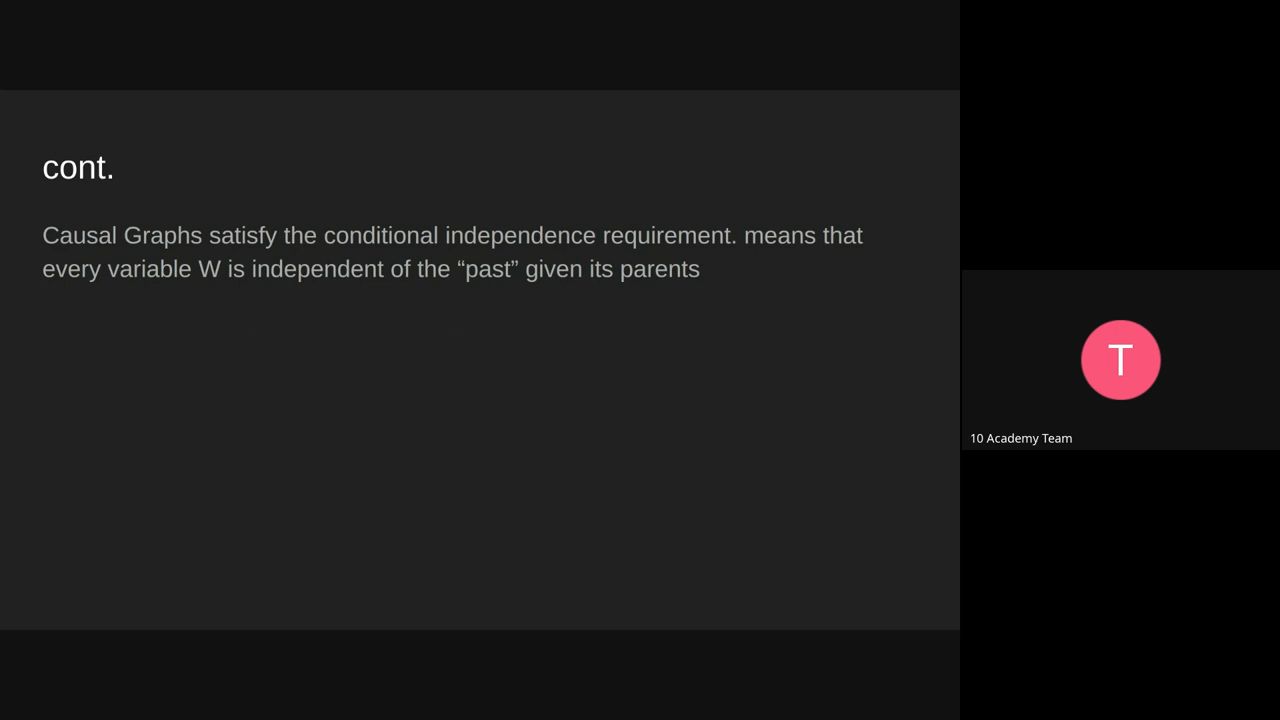 cont.
Causal Graphs satisfy the conditional independence requirement. means that
every variable W is independent of the “past” given its parents
T
10 Academy Team